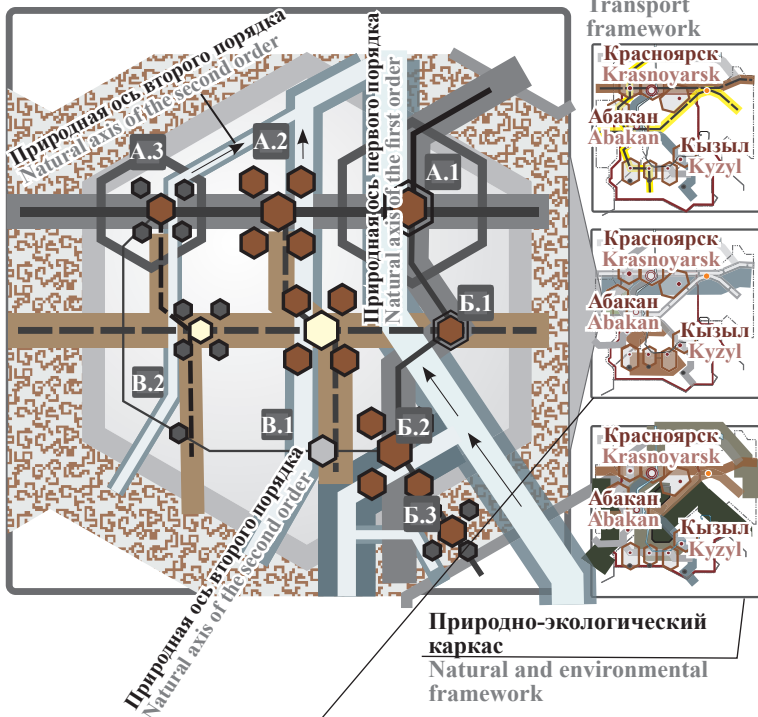 Transport
framework
Природная ось второго порядка
Natural axis of the second order
Природная ось первого порядка
Natural axis of the first order
А.3
А.2
А.1
Б.1
В.2
В.1
Б.2
Б.3
Природная ось второго порядка
Natural axis of the second order
Красноярск
Krasnoyarsk
Абакан
Abakan
Кызыл
Kyzyl
Красноярск
Krasnoyarsk
Абакан
Abakan
Кызыл
Kyzyl
Красноярск
Krasnoyarsk
Абакан
Abakan
Кызыл
Kyzyl
Природно-экологический
каркас
Natural and environmental
framework